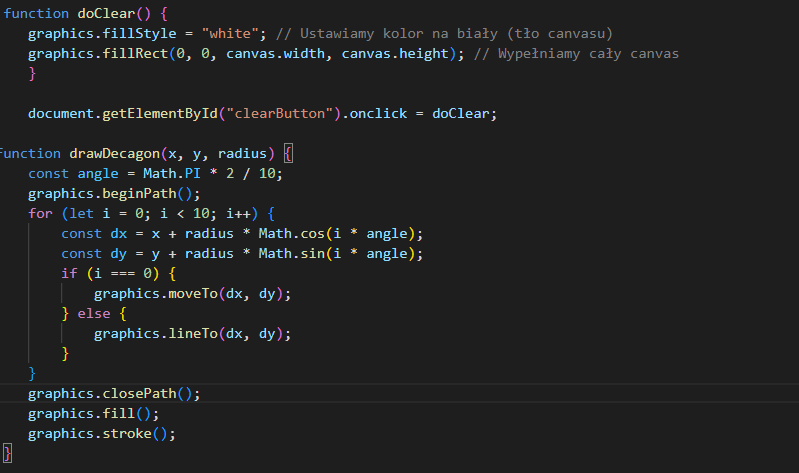 function doClear() {
graphics.fillStyle = "white"; // Ustawiamy kolor na biały (tło canvasu)
graphics.fillRect(0, 0, canvas.width, canvas.height); // Wypełniamy cały canvas
}
document.getElementById("clearButton").onclick = doClear;
function drawDecagon(x, y, radius) {
const angle = Math.PI * 2 / 10;
graphics.beginPath();
for (let i = 0; i < 10; i++) {
const dx = x + radius * Math.cos(i * angle);
const dy = y + radius * Math.sin(i * angle);
if (i === 0) {
graphics.moveTo(dx, dy);
} else {
graphics.lineTo(dx, dy);
}
}
graphics.closePath();
graphics.fill();
graphics.stroke();
}